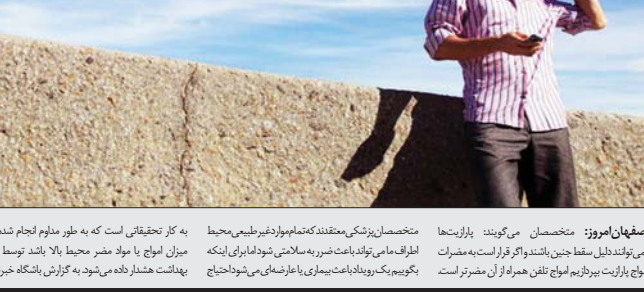 صفهان‌امروز: متخصصان می‌گویند: پارازیت‌ها
می‌توانند دلیل سقط جنین باشند و اگر قرار است به مضرات
واج پارازیت بپردازیم امواج تلفن همراه از آن مضرتر است.
متخصصان پزشکی معتقدند که تمام موارد غیر طبیعی محیط
اطراف ما می‌تواند باعث ضرر به سلامتی شود اما برای اینکه
بگوییم یک رویداد باعث بیماری یا عارضه‌ای می‌شود احتیاج
به کار تحقیقاتی است که به طور مداوم انجام شده
میزان امواج یا مواد مضر محیط بالا باشد توسط
بهداشت هشدار داده می‌شود. به گزارش باشگاه خبر